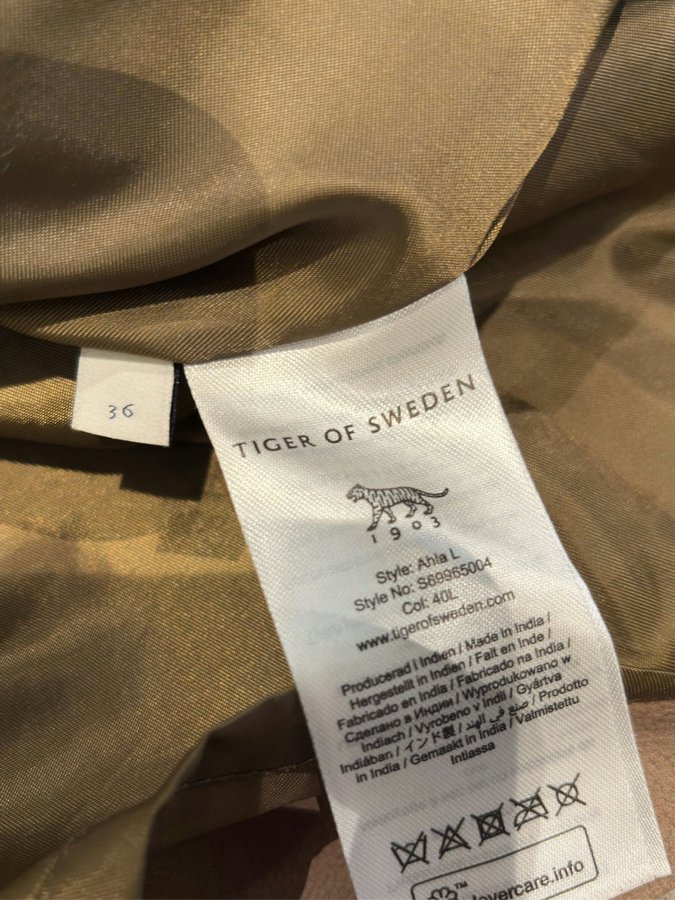 36
TIGER OF SWEDEN
1903
Style: Ahla L
Style No: S69965004
Col: 40L
www.tigerofsweden.com
Producerad i Indien / Made in India /
Hergestellt in Indien / Fait en Inde /
Fabricado en India / Fabricado na India /
Сделано в Индии / Wyprodukowano w
Indiach / Vyrobeno v Indii / Gyártva
Indiában / インド製 / صنع في الهند / Prodotto
in India / Gemaakt in India / Valmistettu
Intiassa
™
clevercare.info